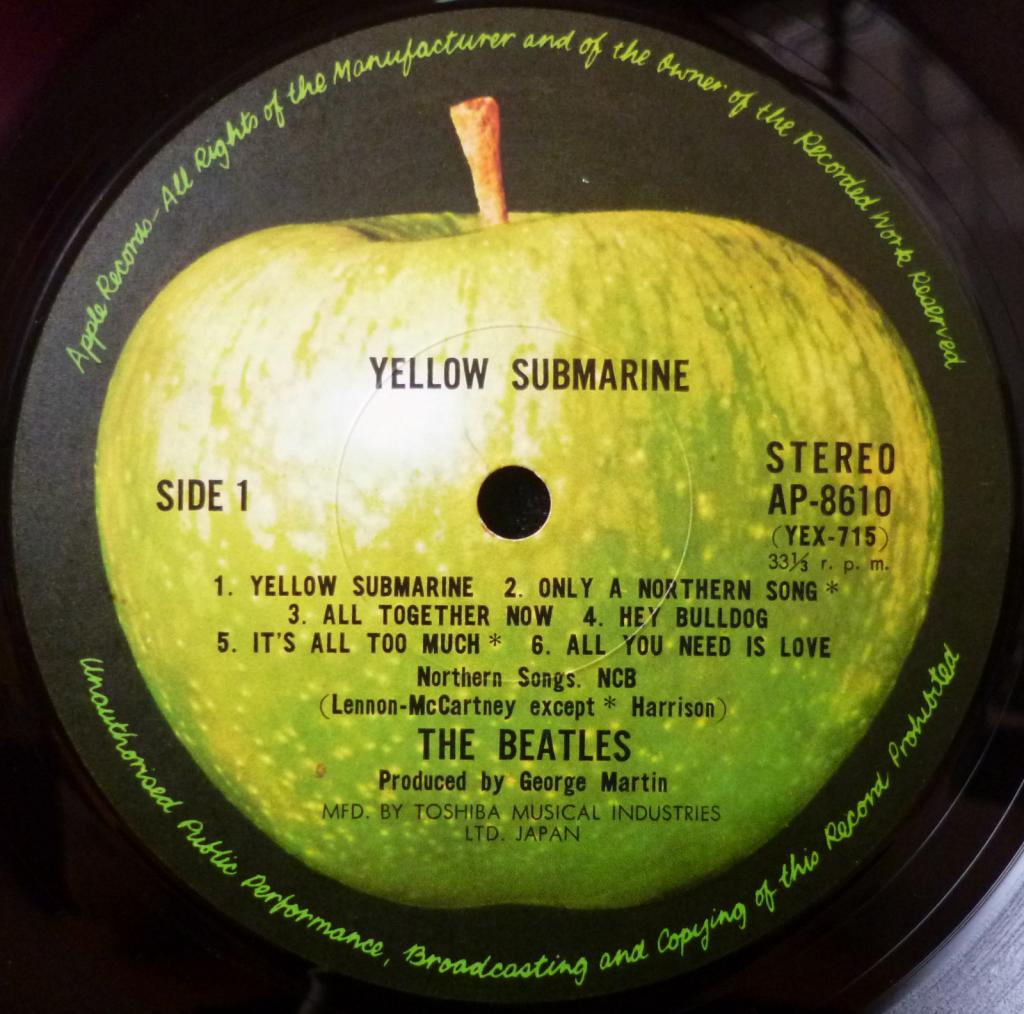 Apple Records - All Rights of the Manufacturer and of the Owner of the Recorded Work Reserved
YELLOW SUBMARINE
SIDE 1
STEREO
AP-8610
(YEX-715)
33⅓ r. p. m.
1. YELLOW SUBMARINE 2. ONLY A NORTHERN SONG *
3. ALL TOGETHER NOW 4. HEY BULLDOG
5. IT'S ALL TOO MUCH * 6. ALL YOU NEED IS LOVE
Northern Songs. NCB
(Lennon-McCartney except * Harrison)
THE BEATLES
Produced by George Martin
MFD. BY TOSHIBA MUSICAL INDUSTRIES
LTD. JAPAN
Unauthorised Public Performance, Broadcasting and Copying of this Record Prohibited